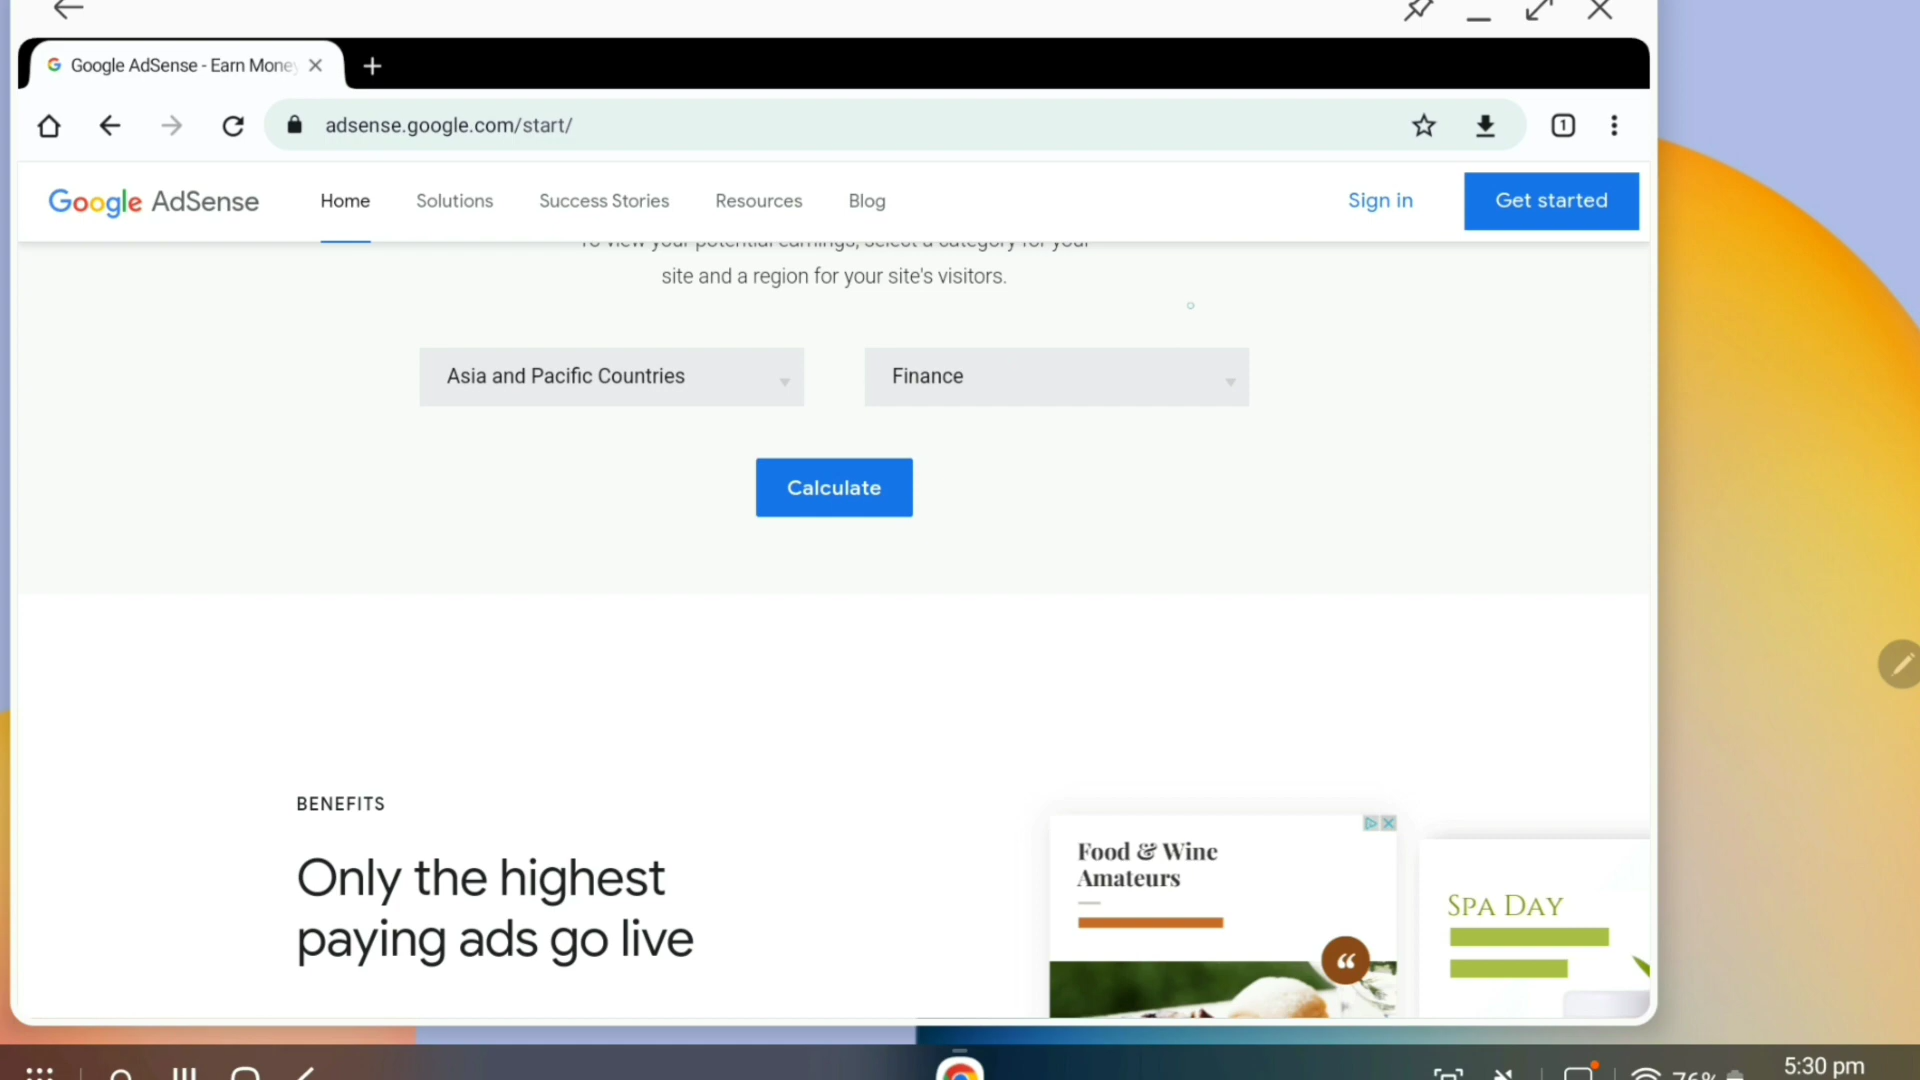 Google AdSense - Earn Money
adsense.google.com/start/
1
Google AdSense
Home
Solutions
Success Stories
Resources
Blog
Sign in
Get started
To view your potential earnings, select a category for your
site and a region for your site's visitors.
Asia and Pacific Countries
Finance
Calculate
BENEFITS
Only the highest
paying ads go live
Food & Wine
Amateurs
SPA DAY
76%
5:30 pm